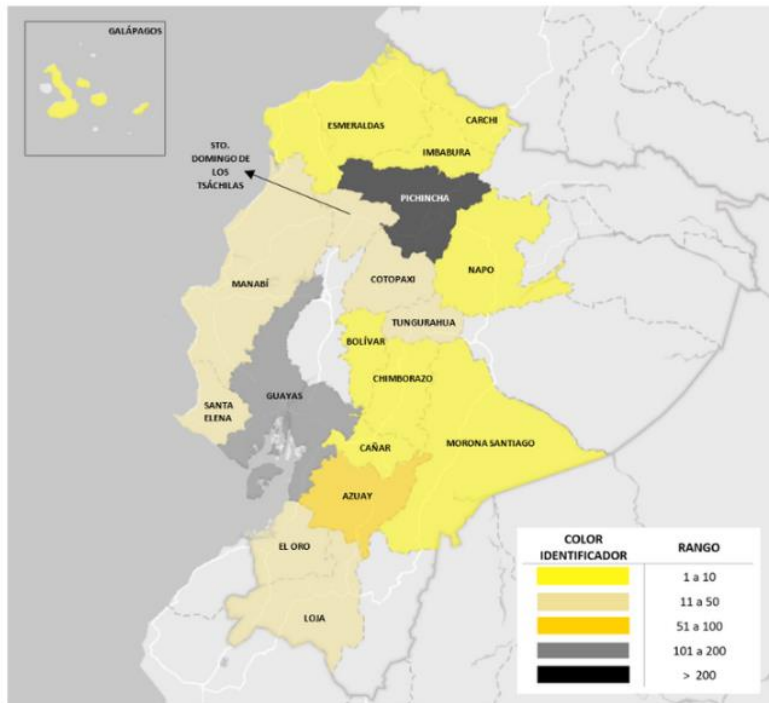 GALÁPAGOS
ESMERALDAS
CARCHI
IMBABURA
STO.
DOMINGO DE
LOS
TSÁCHILAS
PICHINCHA
NAPO
MANABÍ
COTOPAXI
TUNGURAHUA
BOLÍVAR
CHIMBORAZO
SANTA
ELENA
GUAYAS
CAÑAR
MORONA SANTIAGO
AZUAY
EL ORO
LOJA
COLOR
IDENTIFICADOR
RANGO
1 a 10
11 a 50
51 a 100
101 a 200
> 200